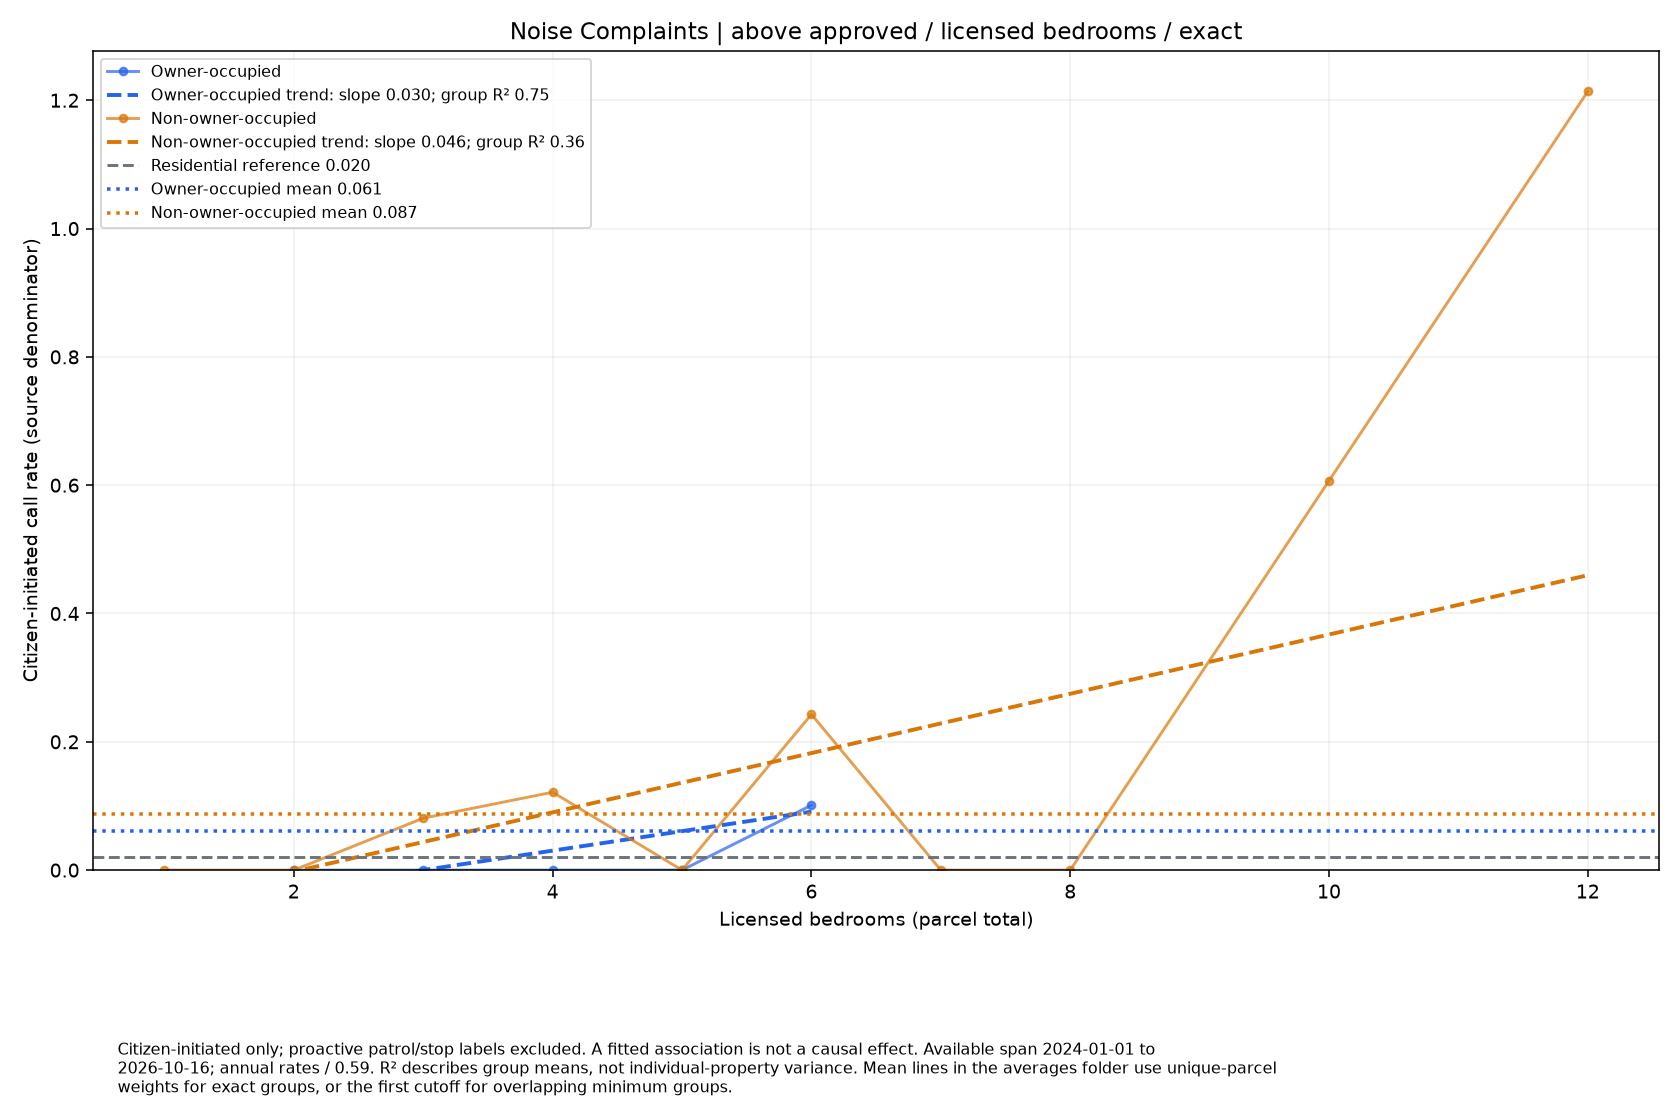 Noise Complaints | above approved / licensed bedrooms / exact
Owner-occupied
Owner-occupied trend: slope 0.030; group R² 0.75
Non-owner-occupied
Non-owner-occupied trend: slope 0.046; group R² 0.36
Residential reference 0.020
Owner-occupied mean 0.061
Non-owner-occupied mean 0.087
Citizen-initiated call rate (source denominator)
1.2
1.0
0.8
0.6
0.4
0.2
0.0
2 4 6 8 10 12
Licensed bedrooms (parcel total)
Citizen-initiated only; proactive patrol/stop labels excluded. A fitted association is not a causal effect. Available span 2024-01-01 to
2026-10-16; annual rates / 0.59. R² describes group means, not individual-property variance. Mean lines in the averages folder use unique-parcel
weights for exact groups, or the first cutoff for overlapping minimum groups.